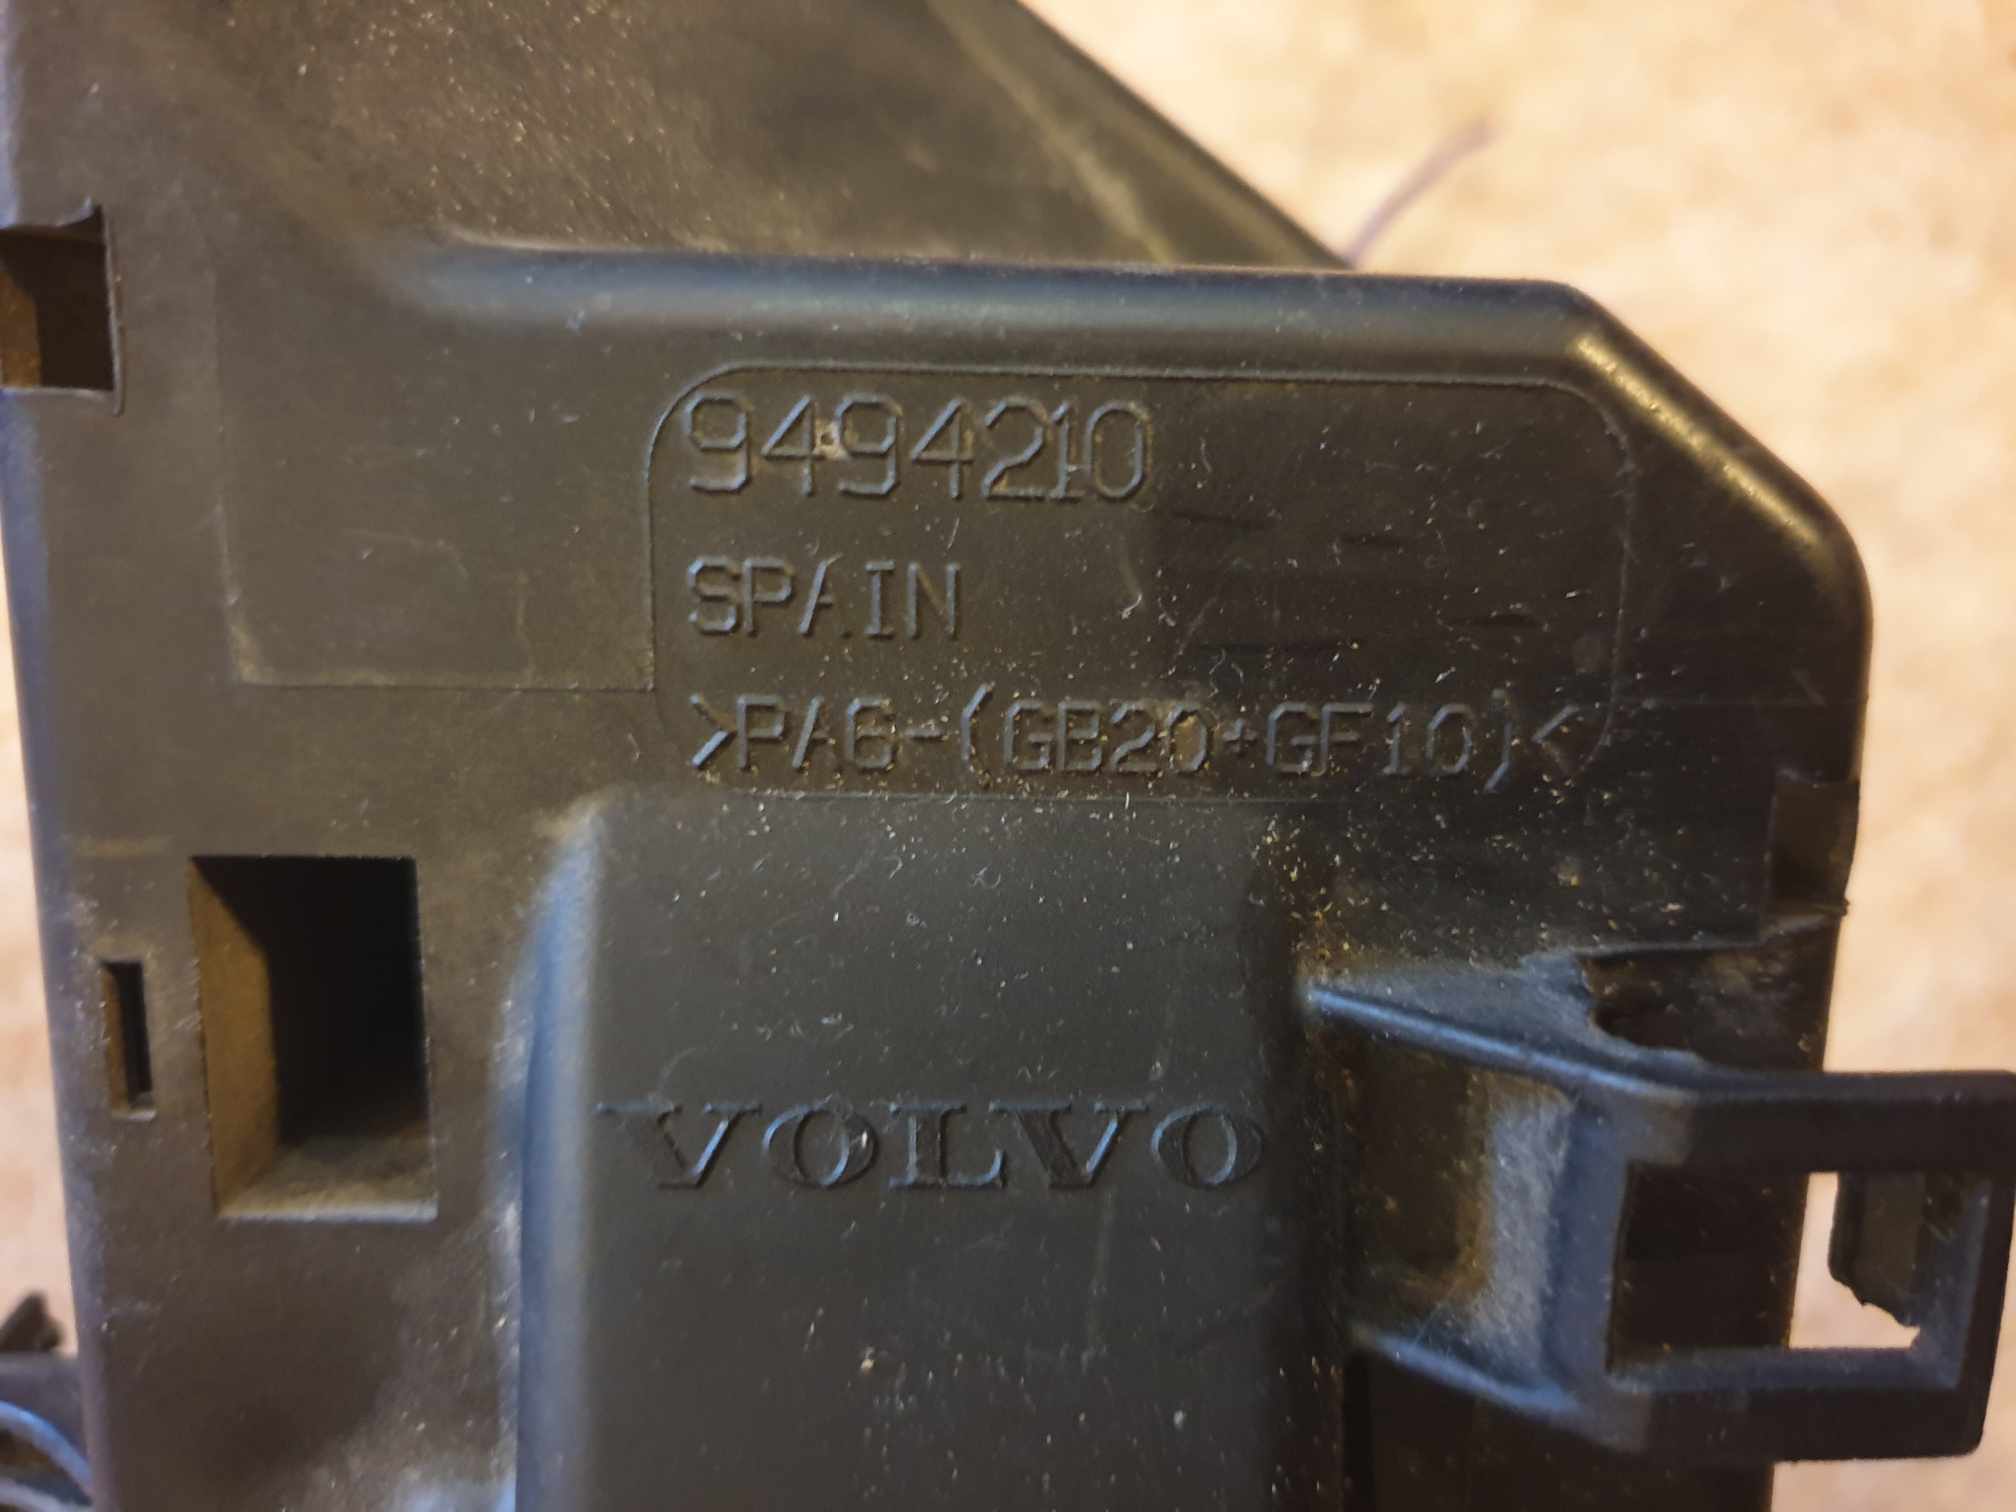 9494210
SPAIN
>PA6-(GB20+GF10)<
VOLVO